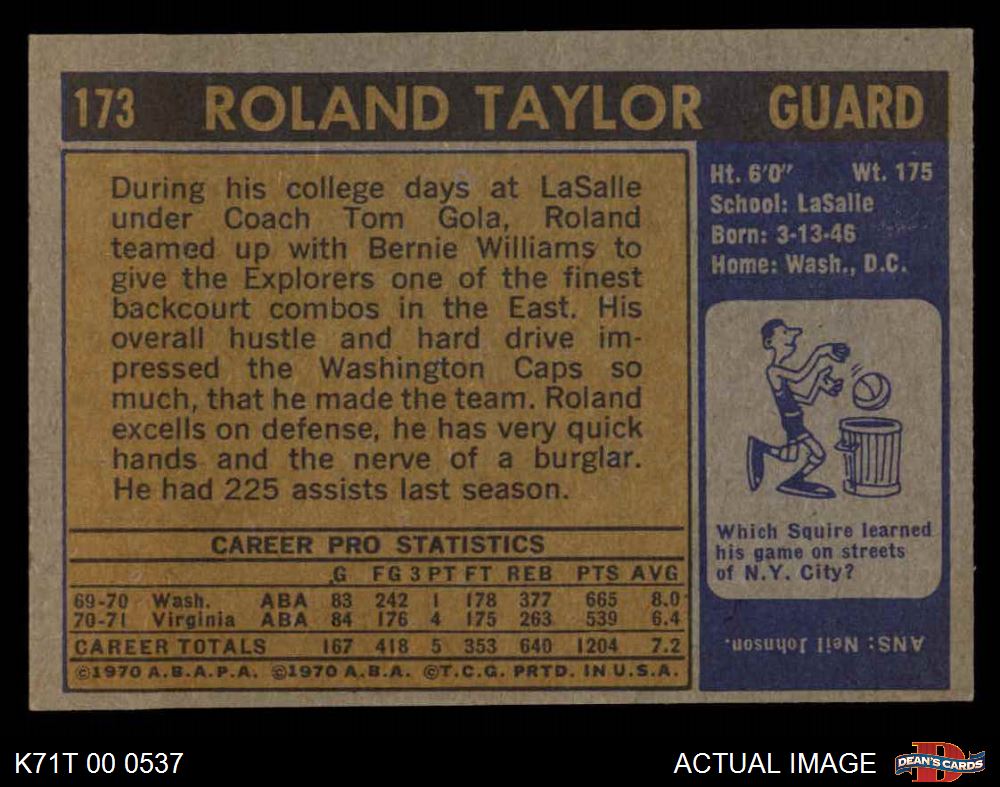 173 ROLAND TAYLOR GUARD
During his college days at LaSalle
under Coach Tom Gola, Roland
teamed up with Bernie Williams to
give the Explorers one of the finest
backcourt combos in the East. His
overall hustle and hard drive im-
pressed the Washington Caps so
much, that he made the team. Roland
excells on defense, he has very quick
hands and the nerve of a burglar.
He had 225 assists last season.
Ht. 6'0" Wt. 175
School: LaSalle
Born: 3-13-46
Home: Wash., D.C.
Which Squire learned
his game on streets
of N.Y. City?
ANS: Neil Johnson.
CAREER PRO STATISTICS
G FG 3 PT FT REB PTS AVG
69-70 Wash. ABA 83 242 1 178 377 665 8.0
70-71 Virginia ABA 84 176 4 175 263 539 6.4
CAREER TOTALS 167 418 5 353 640 1204 7.2
©1970 A.B.A.P.A. ©1970 A.B.A. ©T.C.G. PRTD. IN U.S.A.
K71T 00 0537
ACTUAL IMAGE
D
DEAN'S CARDS